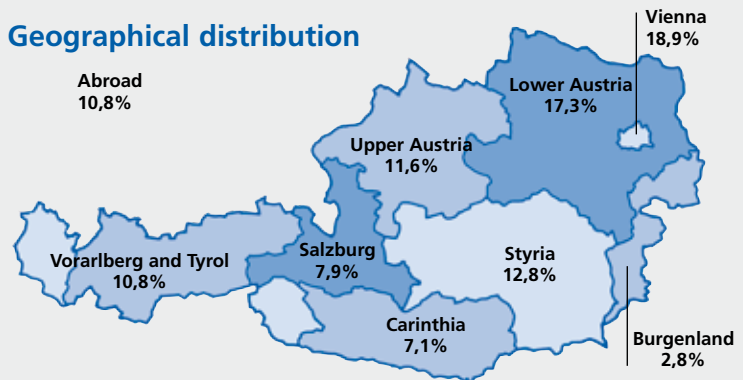 Geographical distribution
Vienna
18,9%
Abroad
10,8%
Lower Austria
17,3%
Upper Austria
11,6%
Vorarlberg and Tyrol
10,8%
Salzburg
7,9%
Styria
12,8%
Carinthia
7,1%
Burgenland
2,8%